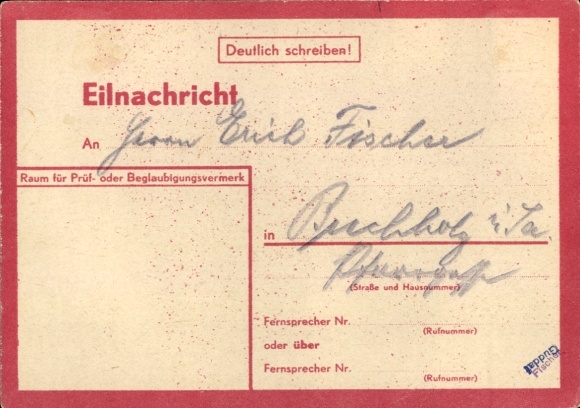 Deutlich schreiben!
Eilnachricht
An Herrn Erich Fischer
Raum für Prüf- oder Beglaubigungsvermerk
in Buchholz i. Sa.
(Straße und Hausnummer)
Fernsprecher Nr.
(Rufnummer)
oder über
Fernsprecher Nr.
(Rufnummer)
Fischer